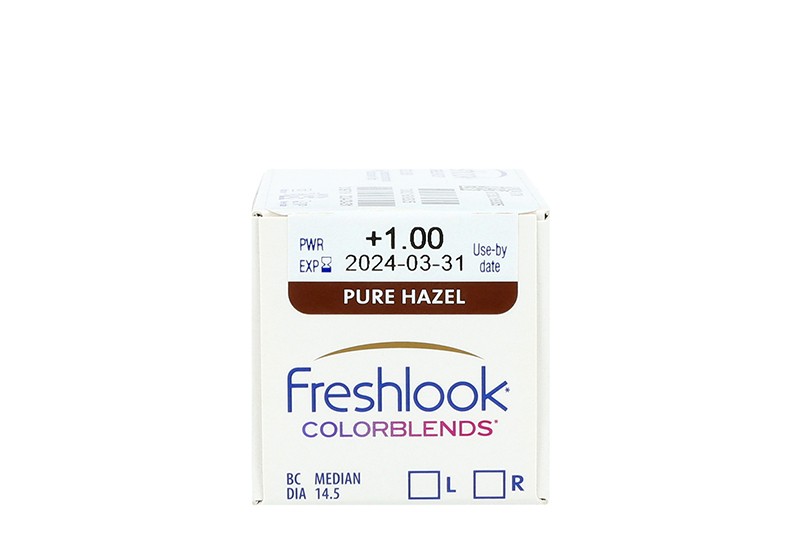 PWR +1.00 Use-by
EXP 2024-03-31 date
PURE HAZEL
Freshlook
COLORBLENDS
BC MEDIAN
DIA 14.5
L R